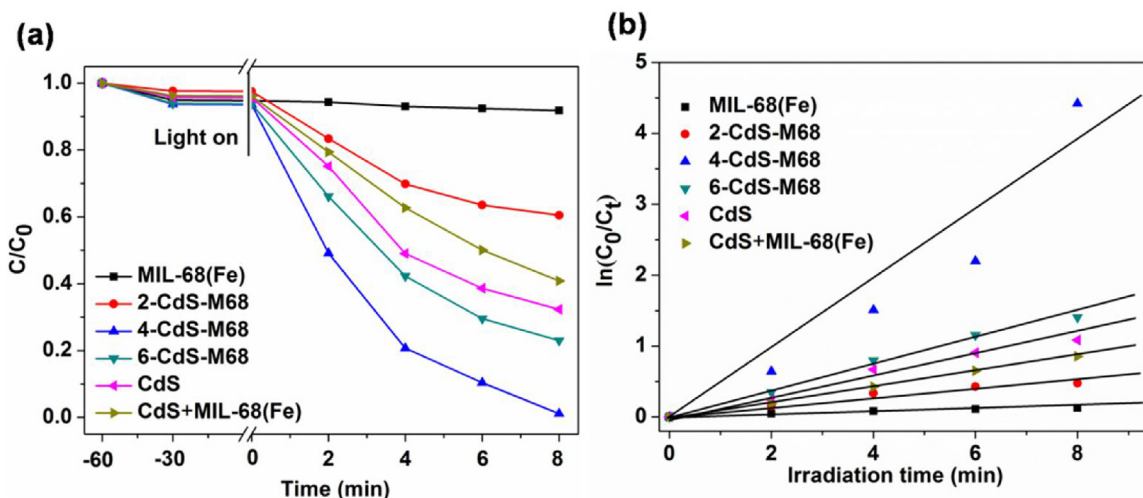 (a)
C/C0
1.0
0.8
0.6
0.4
0.2
0.0
Light on
MIL-68(Fe)
2-CdS-M68
4-CdS-M68
6-CdS-M68
CdS
CdS+MIL-68(Fe)
-60 -30 0 2 4 6 8
Time (min)
(b)
ln(C0/Ct)
5
4
3
2
1
0
MIL-68(Fe)
2-CdS-M68
4-CdS-M68
6-CdS-M68
CdS
CdS+MIL-68(Fe)
0 2 4 6 8
Irradiation time (min)